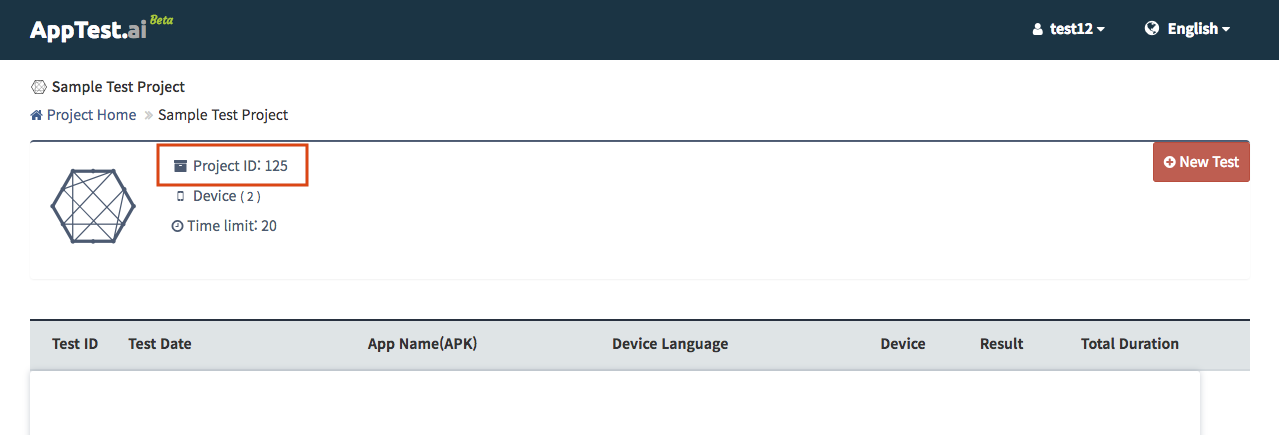 AppTest.ai Beta
test12
English
Sample Test Project
Project Home » Sample Test Project
Project ID: 125
New Test
Device ( 2 )
Time limit: 20
Test ID Test Date App Name(APK) Device Language Device Result Total Duration